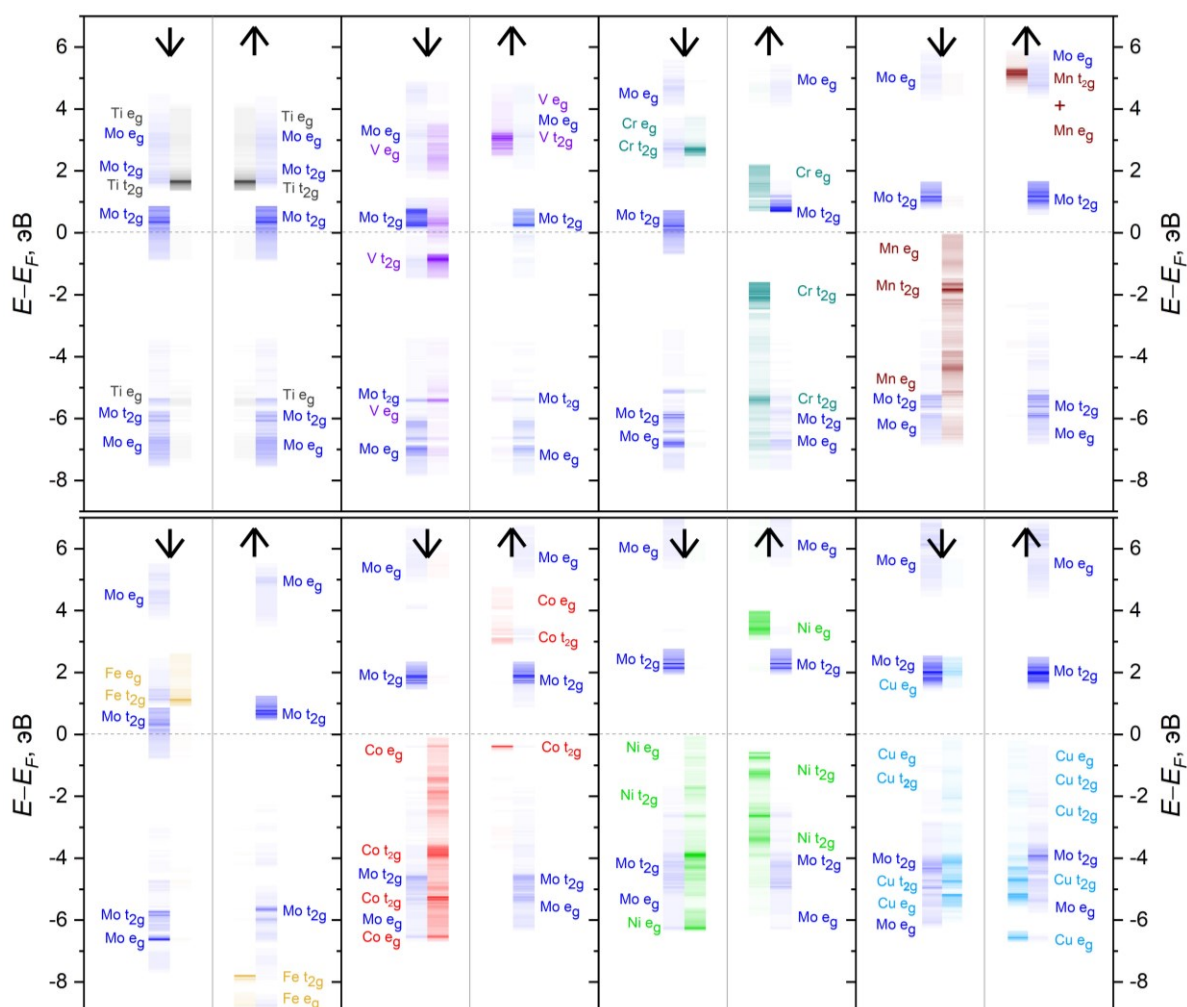 6
4
2
0
-2
-4
-6
-8
E–E_F, эВ
Ti e_g
Mo e_g
Mo t_2g
Ti t_2g
Mo t_2g
Ti e_g
Mo t_2g
Mo e_g
Ti e_g
Mo e_g
Mo t_2g
Ti t_2g
Mo t_2g
Ti e_g
Mo t_2g
Mo e_g
Mo e_g
V e_g
Mo t_2g
V t_2g
Mo t_2g
V e_g
Mo e_g
V e_g
Mo e_g
V t_2g
Mo t_2g
Mo t_2g
Mo e_g
Mo e_g
Cr e_g
Cr t_2g
Mo t_2g
Mo t_2g
Mo e_g
Mo e_g
Cr e_g
Mo t_2g
Cr t_2g
Cr t_2g
Mo t_2g
Mo e_g
Mo e_g
Mo t_2g
Mn e_g
Mn t_2g
Mn e_g
Mo t_2g
Mo e_g
Mo e_g
Mn t_2g
+
Mn e_g
Mo t_2g
Mo t_2g
Mo e_g
6
4
2
0
-2
-4
-6
-8
E–E_F, эВ
6
4
2
0
-2
-4
-6
-8
E–E_F, эВ
Mo e_g
Fe e_g
Fe t_2g
Mo t_2g
Mo t_2g
Mo e_g
Mo e_g
Mo t_2g
Mo t_2g
Fe t_2g
Fe e_g
Mo e_g
Mo t_2g
Co e_g
Co t_2g
Mo t_2g
Co t_2g
Mo e_g
Co e_g
Mo e_g
Co e_g
Co t_2g
Mo t_2g
Co t_2g
Mo t_2g
Mo e_g
Mo e_g
Mo t_2g
Ni e_g
Ni t_2g
Mo t_2g
Mo e_g
Ni e_g
Mo e_g
Ni e_g
Mo t_2g
Ni t_2g
Ni t_2g
Mo t_2g
Mo e_g
Mo e_g
Mo t_2g
Cu e_g
Cu e_g
Cu t_2g
Mo t_2g
Cu t_2g
Cu e_g
Mo e_g
Mo e_g
Mo t_2g
Cu e_g
Cu t_2g
Cu t_2g
Mo t_2g
Cu t_2g
Mo e_g
Cu e_g
6
4
2
0
-2
-4
-6
-8
E–E_F, эВ